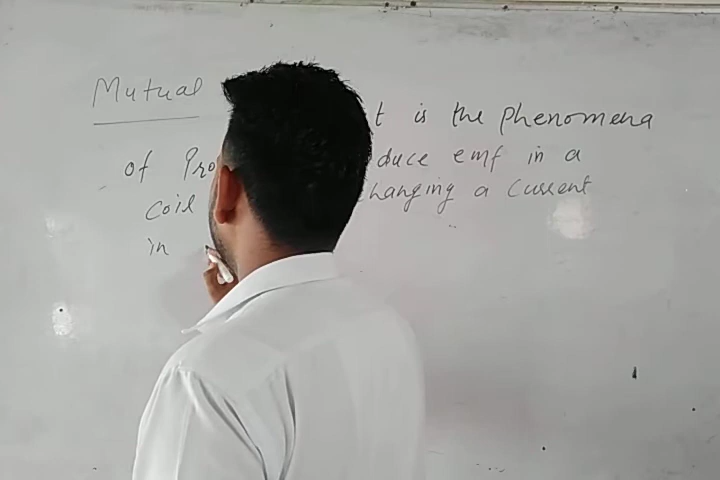 Mutual t is the phenomena
of Pro duce emf in a
coil hanging a current
in